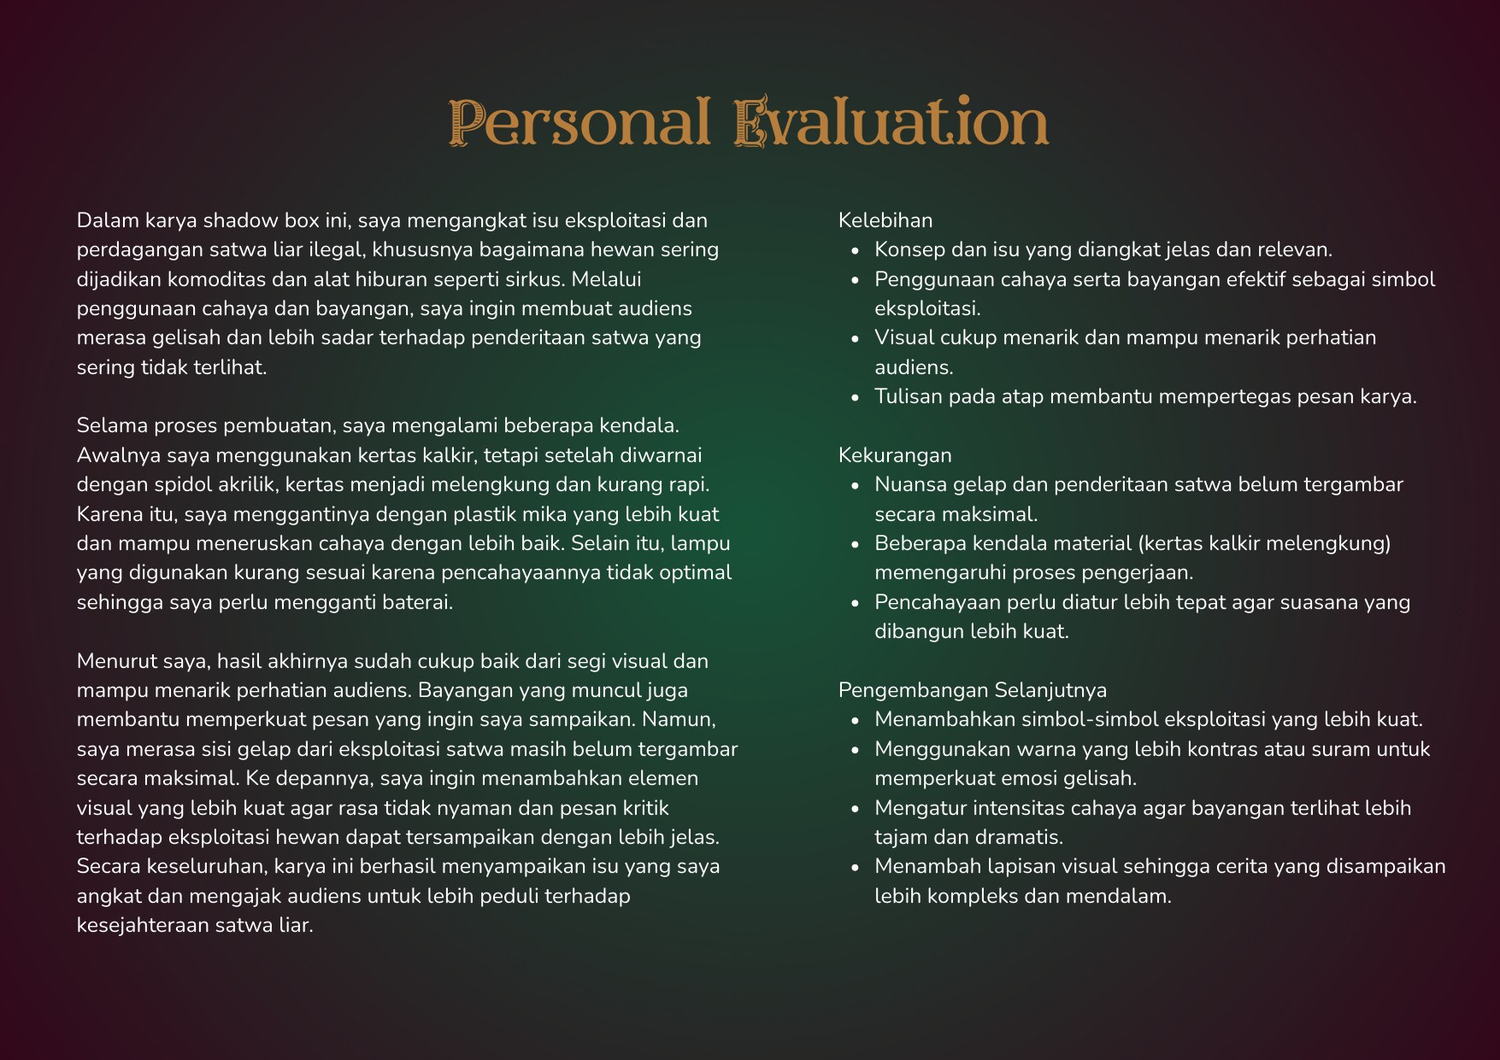 Personal Evaluation
Dalam karya shadow box ini, saya mengangkat isu eksploitasi dan
perdagangan satwa liar ilegal, khususnya bagaimana hewan sering
dijadikan komoditas dan alat hiburan seperti sirkus. Melalui
penggunaan cahaya dan bayangan, saya ingin membuat audiens
merasa gelisah dan lebih sadar terhadap penderitaan satwa yang
sering tidak terlihat.
Selama proses pembuatan, saya mengalami beberapa kendala.
Awalnya saya menggunakan kertas kalkir, tetapi setelah diwarnai
dengan spidol akrilik, kertas menjadi melengkung dan kurang rapi.
Karena itu, saya menggantinya dengan plastik mika yang lebih kuat
dan mampu meneruskan cahaya dengan lebih baik. Selain itu, lampu
yang digunakan kurang sesuai karena pencahayaannya tidak optimal
sehingga saya perlu mengganti baterai.
Menurut saya, hasil akhirnya sudah cukup baik dari segi visual dan
mampu menarik perhatian audiens. Bayangan yang muncul juga
membantu memperkuat pesan yang ingin saya sampaikan. Namun,
saya merasa sisi gelap dari eksploitasi satwa masih belum tergambar
secara maksimal. Ke depannya, saya ingin menambahkan elemen
visual yang lebih kuat agar rasa tidak nyaman dan pesan kritik
terhadap eksploitasi hewan dapat tersampaikan dengan lebih jelas.
Secara keseluruhan, karya ini berhasil menyampaikan isu yang saya
angkat dan mengajak audiens untuk lebih peduli terhadap
kesejahteraan satwa liar.
Kelebihan
• Konsep dan isu yang diangkat jelas dan relevan.
• Penggunaan cahaya serta bayangan efektif sebagai simbol
eksploitasi.
• Visual cukup menarik dan mampu menarik perhatian
audiens.
• Tulisan pada atap membantu mempertegas pesan karya.
Kekurangan
• Nuansa gelap dan penderitaan satwa belum tergambar
secara maksimal.
• Beberapa kendala material (kertas kalkir melengkung)
memengaruhi proses pengerjaan.
• Pencahayaan perlu diatur lebih tepat agar suasana yang
dibangun lebih kuat.
Pengembangan Selanjutnya
• Menambahkan simbol-simbol eksploitasi yang lebih kuat.
• Menggunakan warna yang lebih kontras atau suram untuk
memperkuat emosi gelisah.
• Mengatur intensitas cahaya agar bayangan terlihat lebih
tajam dan dramatis.
• Menambah lapisan visual sehingga cerita yang disampaikan
lebih kompleks dan mendalam.